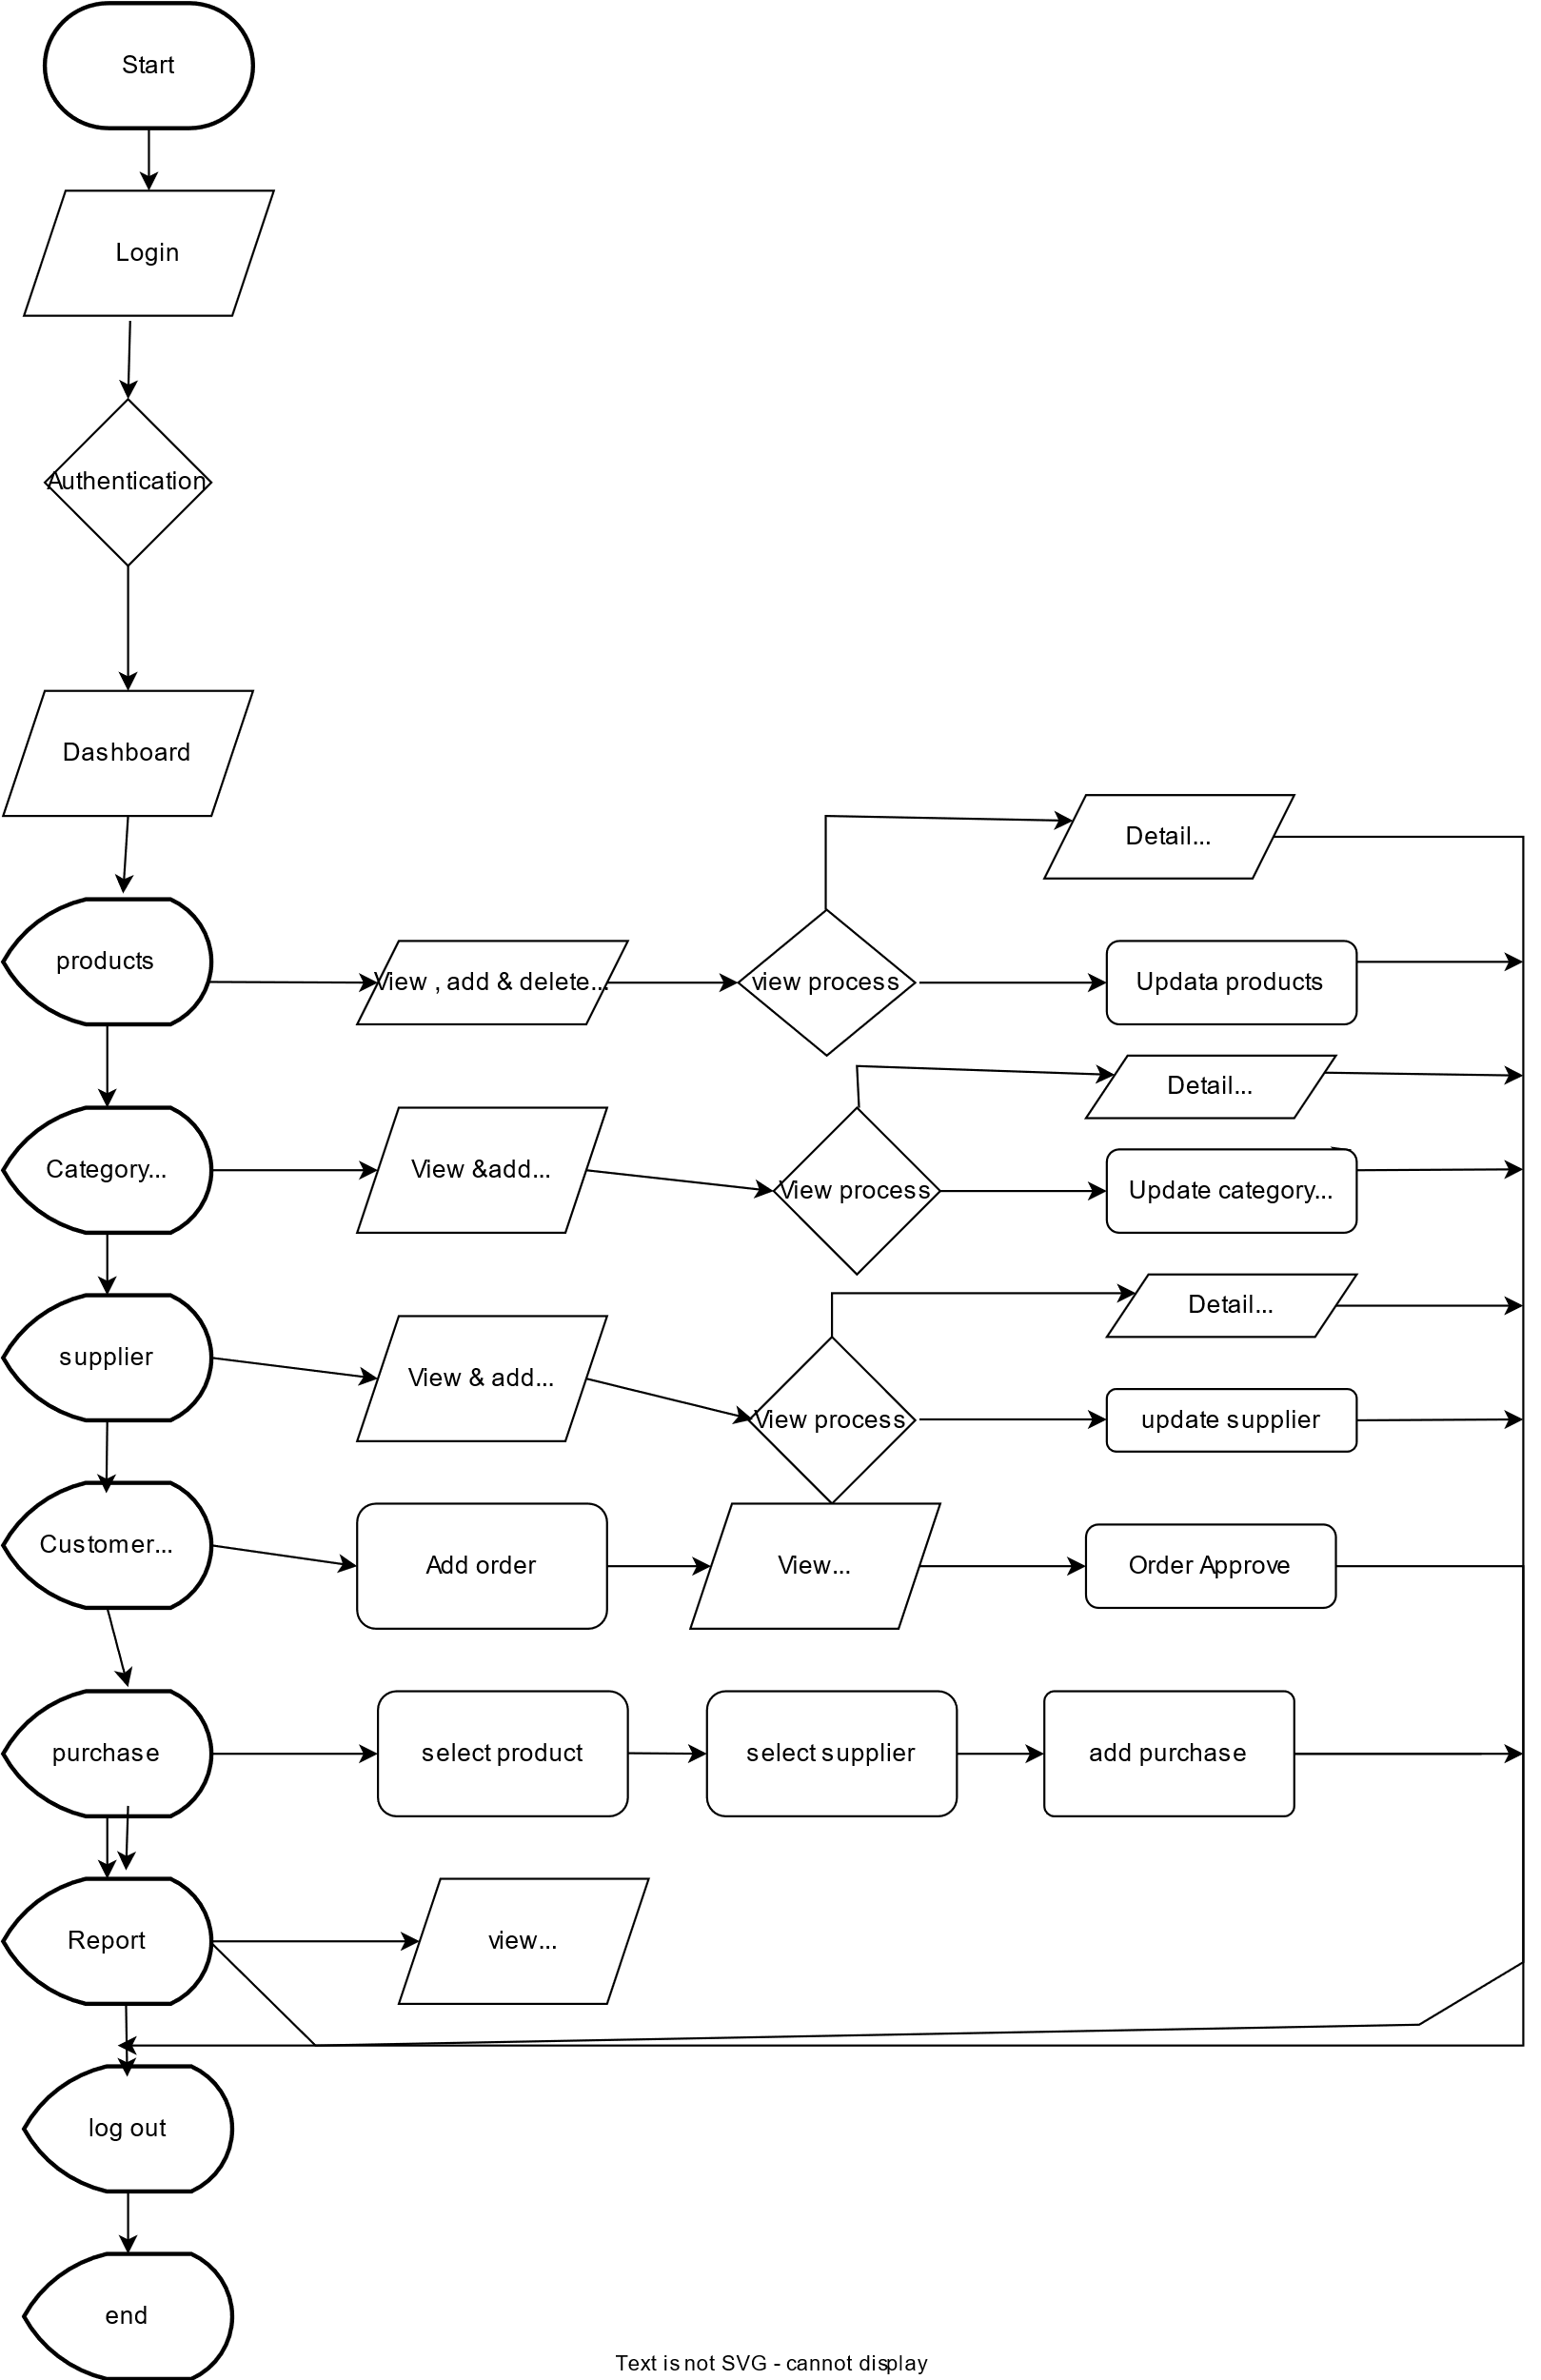 Start
Login
Authentication
Dashboard
Detail...
products
View , add & delete...
view process
Updata products
Detail...
Category...
View &add...
View process
Update category...
Detail...
supplier
View & add...
View process
update supplier
Customer...
Add order
View...
Order Approve
purchase
select product
select supplier
add purchase
Report
view...
log out
end
Text is not SVG - cannot display